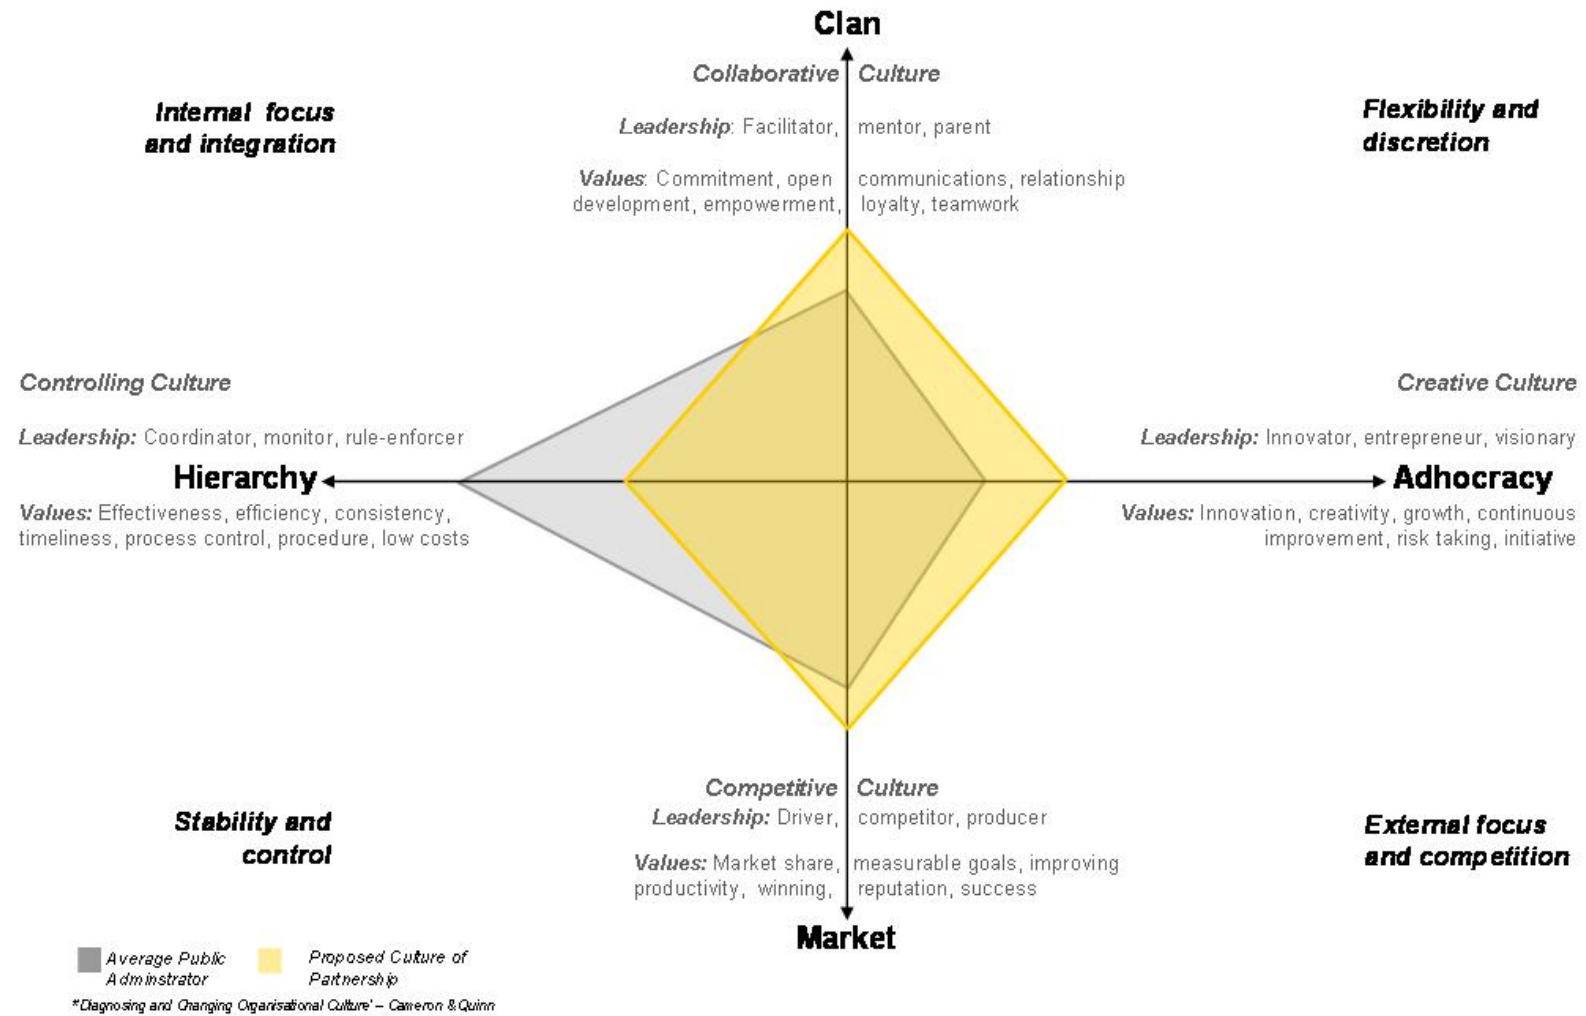 Clan
Collaborative Culture
Internal focus
and integration
Flexibility and
discretion
Leadership: Facilitator, mentor, parent
Values: Commitment, open communications, relationship
development, empowerment, loyalty, teamwork
Controlling Culture
Creative Culture
Leadership: Coordinator, monitor, rule-enforcer
Leadership: Innovator, entrepreneur, visionary
Hierarchy
Adhocracy
Values: Effectiveness, efficiency, consistency,
timeliness, process control, procedure, low costs
Values: Innovation, creativity, growth, continuous
improvement, risk taking, initiative
Competitive Culture
Leadership: Driver, competitor, producer
Stability and
control
External focus
and competition
Values: Market share, measurable goals, improving
productivity, winning, reputation, success
Market
Average Public
Adminstrator
Proposed Culture of
Partnership
*'Diagnosing and Changing Organisational Culture' – Cameron & Quinn